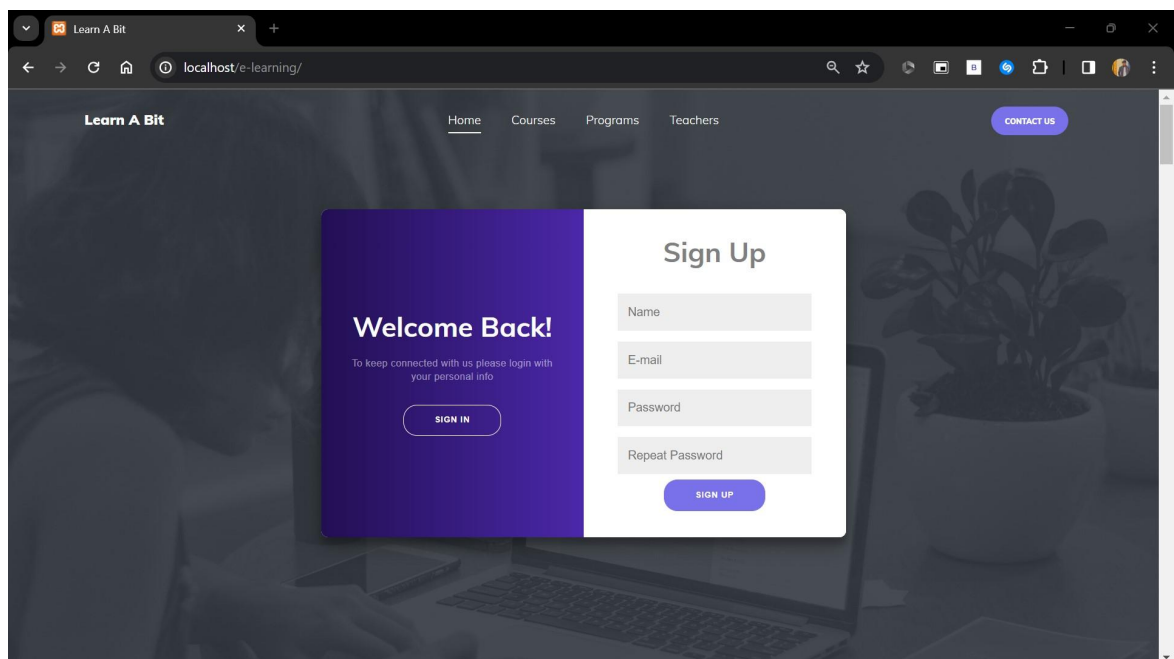 Learn A Bit
localhost/e-learning/
B
Learn A Bit
Home Courses Programs Teachers
CONTACT US
Welcome Back!
To keep connected with us please login with
your personal info
SIGN IN
Sign Up
Name
E-mail
Password
Repeat Password
SIGN UP